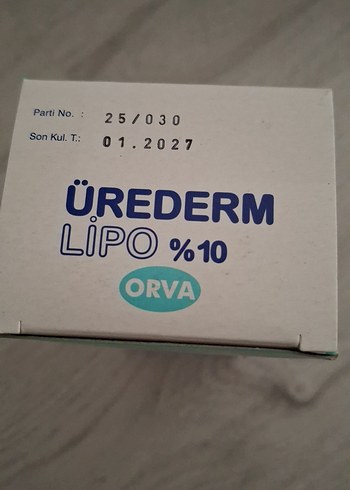 Parti No. : 25/030
Son Kul. T.: 01.2027
ÜREDERM
LİPO %10
ORVA